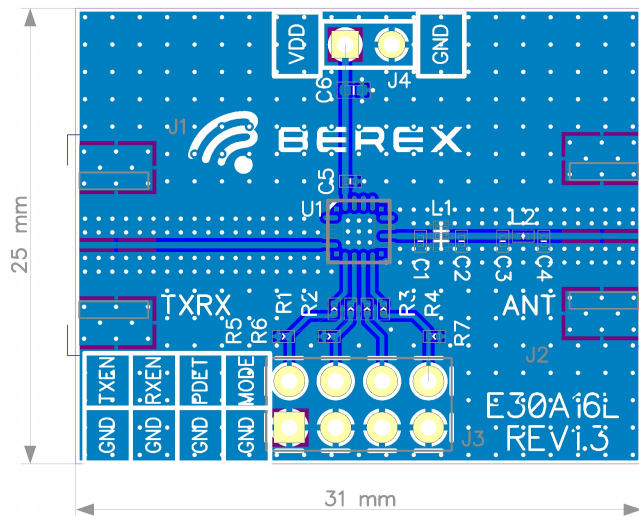 VDD
GND
C6
J4
J1
BEREX
C5
U1
L1
L2
C1
C2
C3
C4
25 mm
TXRX
R1
R2
R3
R4
ANT
R5
R6
R7
J2
TXEN
RXEN
PDET
MODE
GND
GND
GND
GND
E30A16L
REV1.3
J3
31 mm